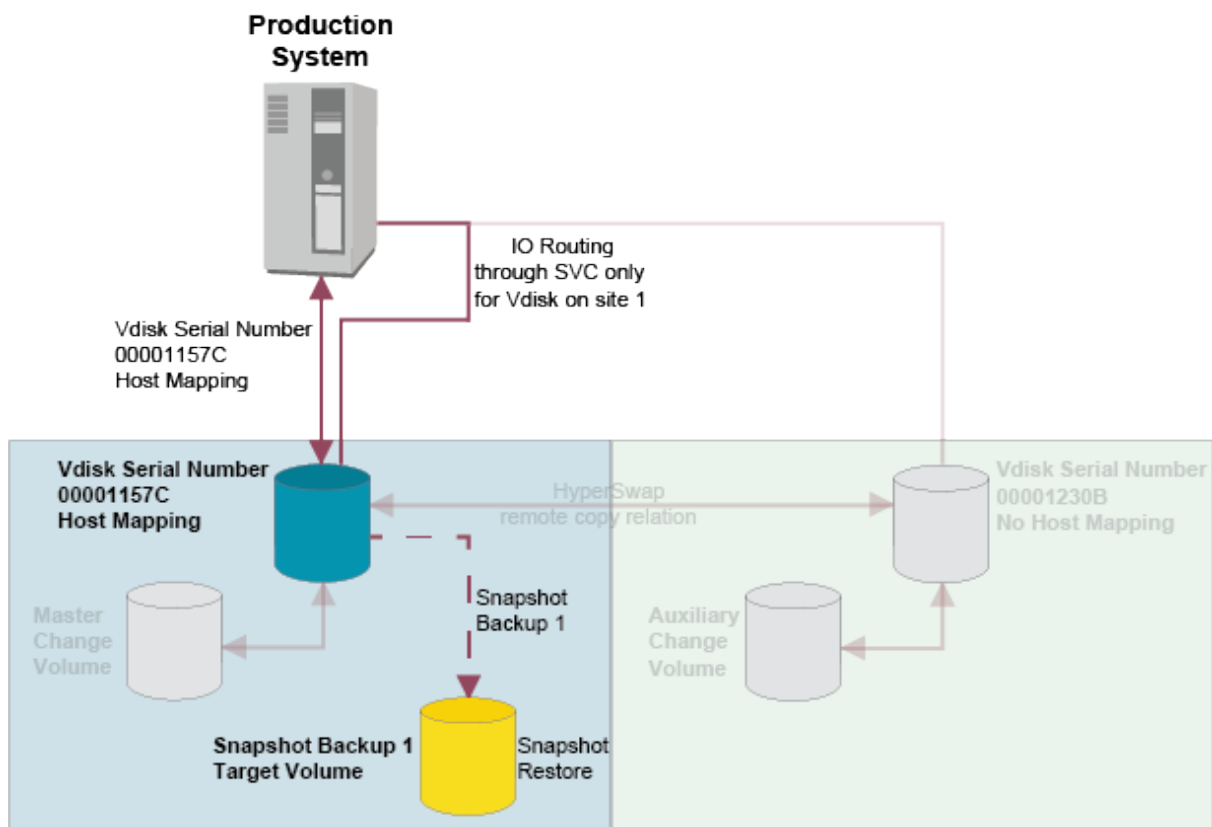 Production
System
IO Routing
through SVC only
for Vdisk on site 1
Vdisk Serial Number
00001157C
Host Mapping
Vdisk Serial Number
00001157C
Host Mapping
HyperSwap
remote copy relation
Vdisk Serial Number
00001230B
No Host Mapping
Master
Change
Volume
Snapshot
Backup 1
Auxiliary
Change
Volume
Snapshot Backup 1
Target Volume
Snapshot
Restore